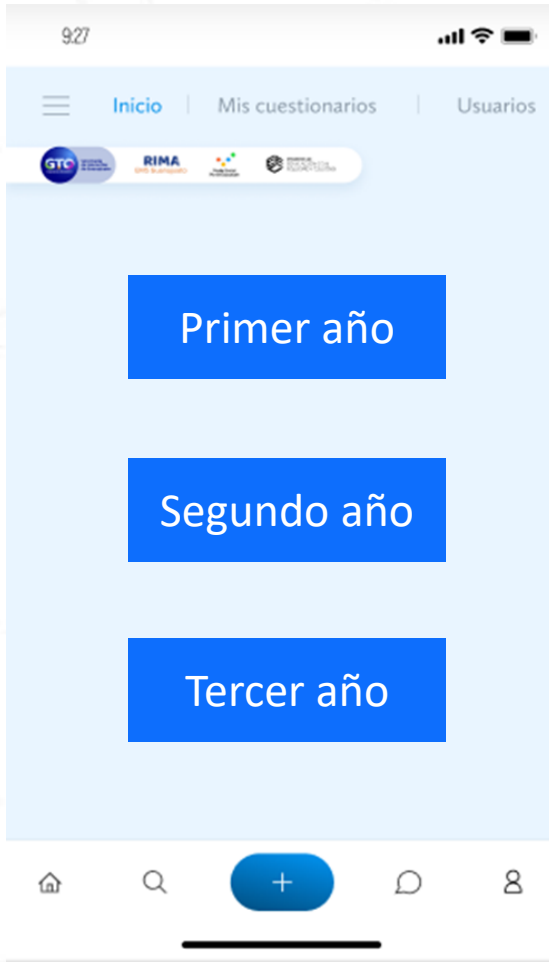 9:27
Inicio | Mis cuestionarios | Usuarios
GTO
RIMA
Primer año
Segundo año
Tercer año